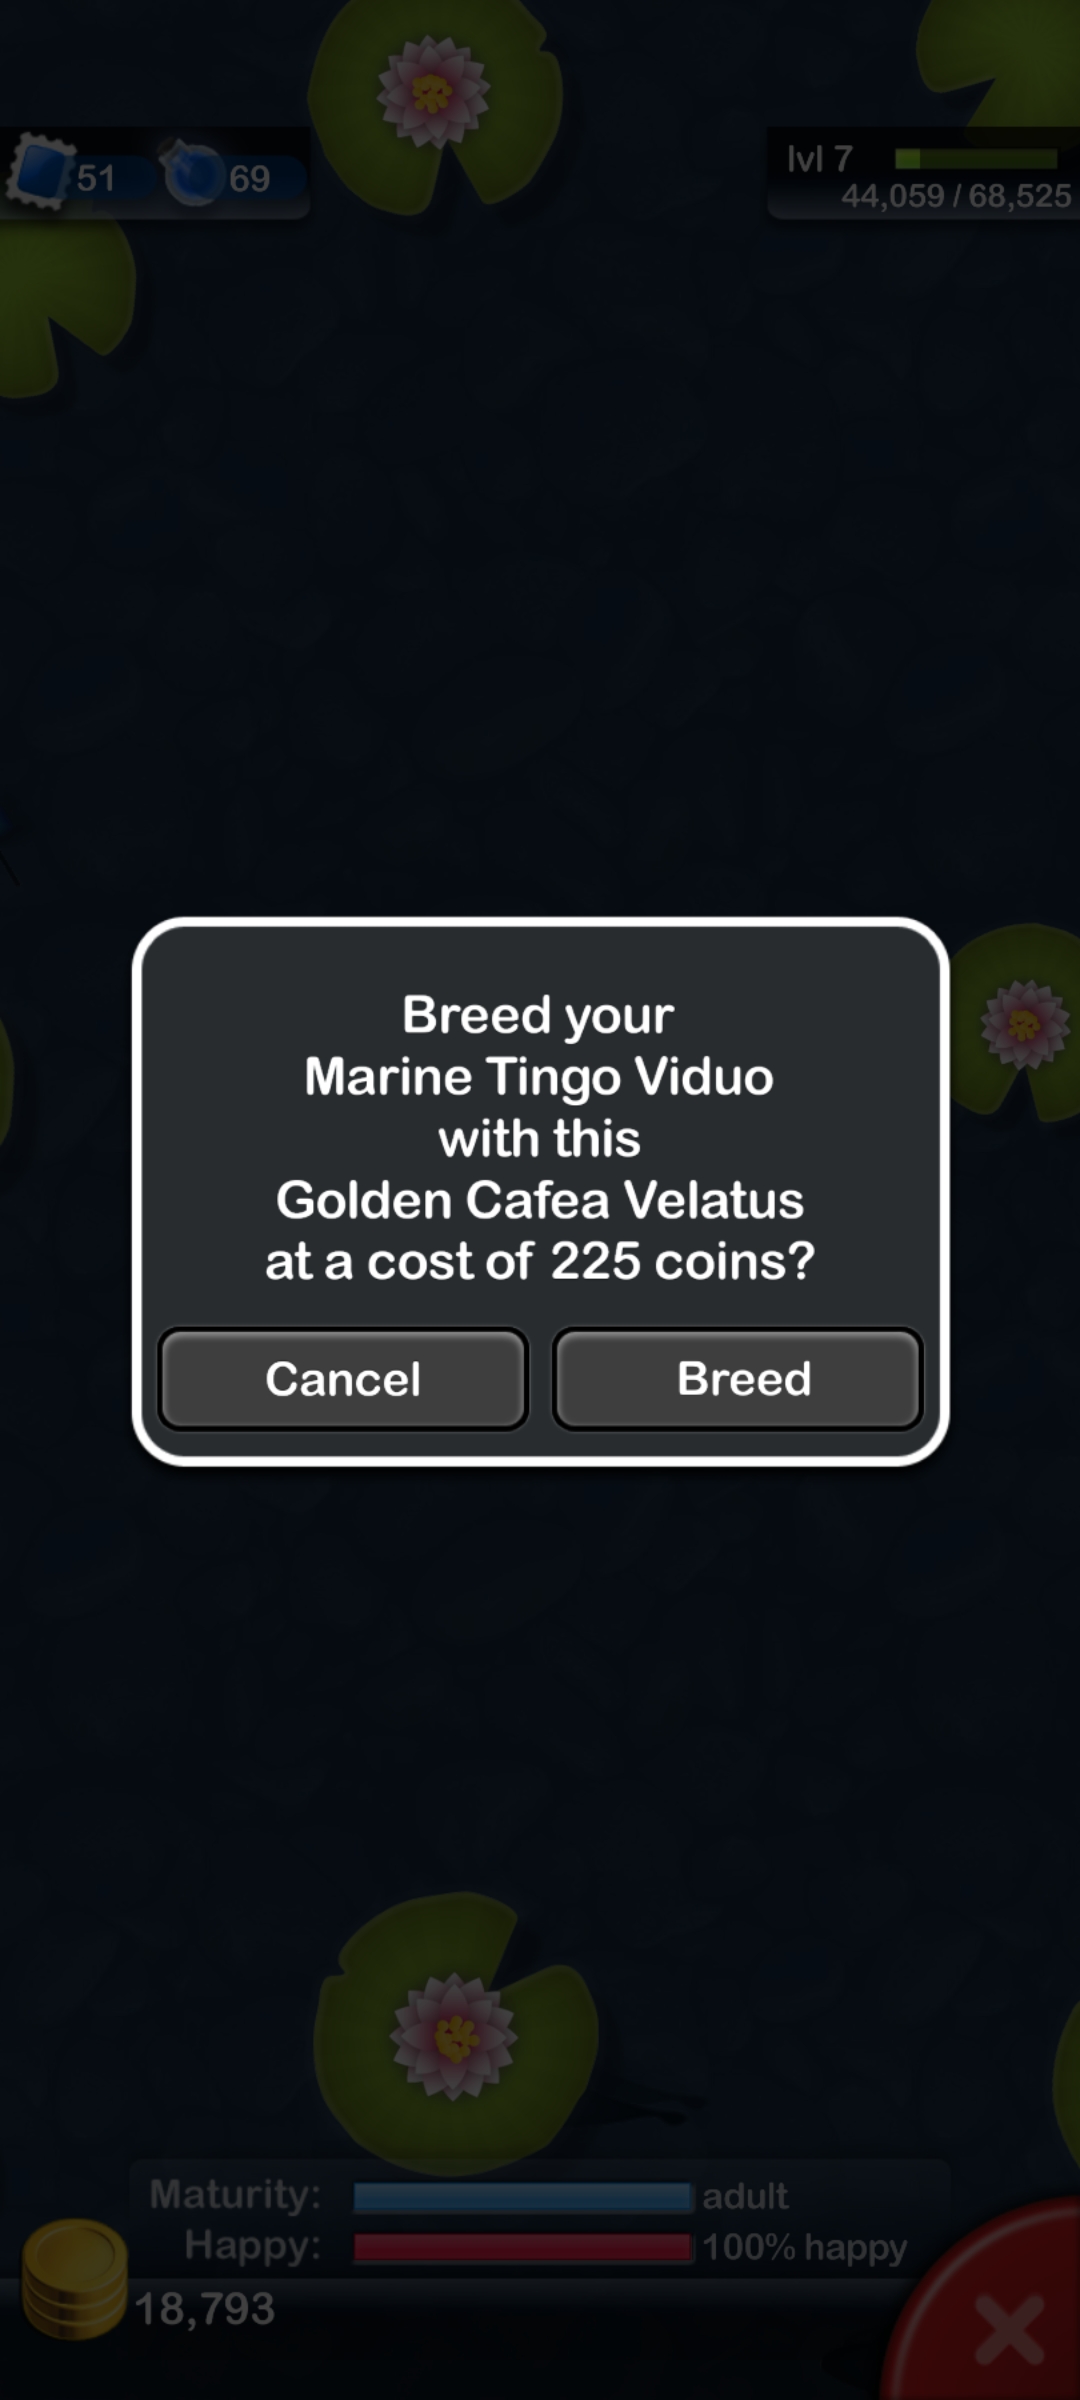 51
69
lvl 7
44,059 / 68,525
Breed your
Marine Tingo Viduo
with this
Golden Cafea Velatus
at a cost of 225 coins?
Cancel
Breed
Maturity:
adult
Happy:
100% happy
18,793